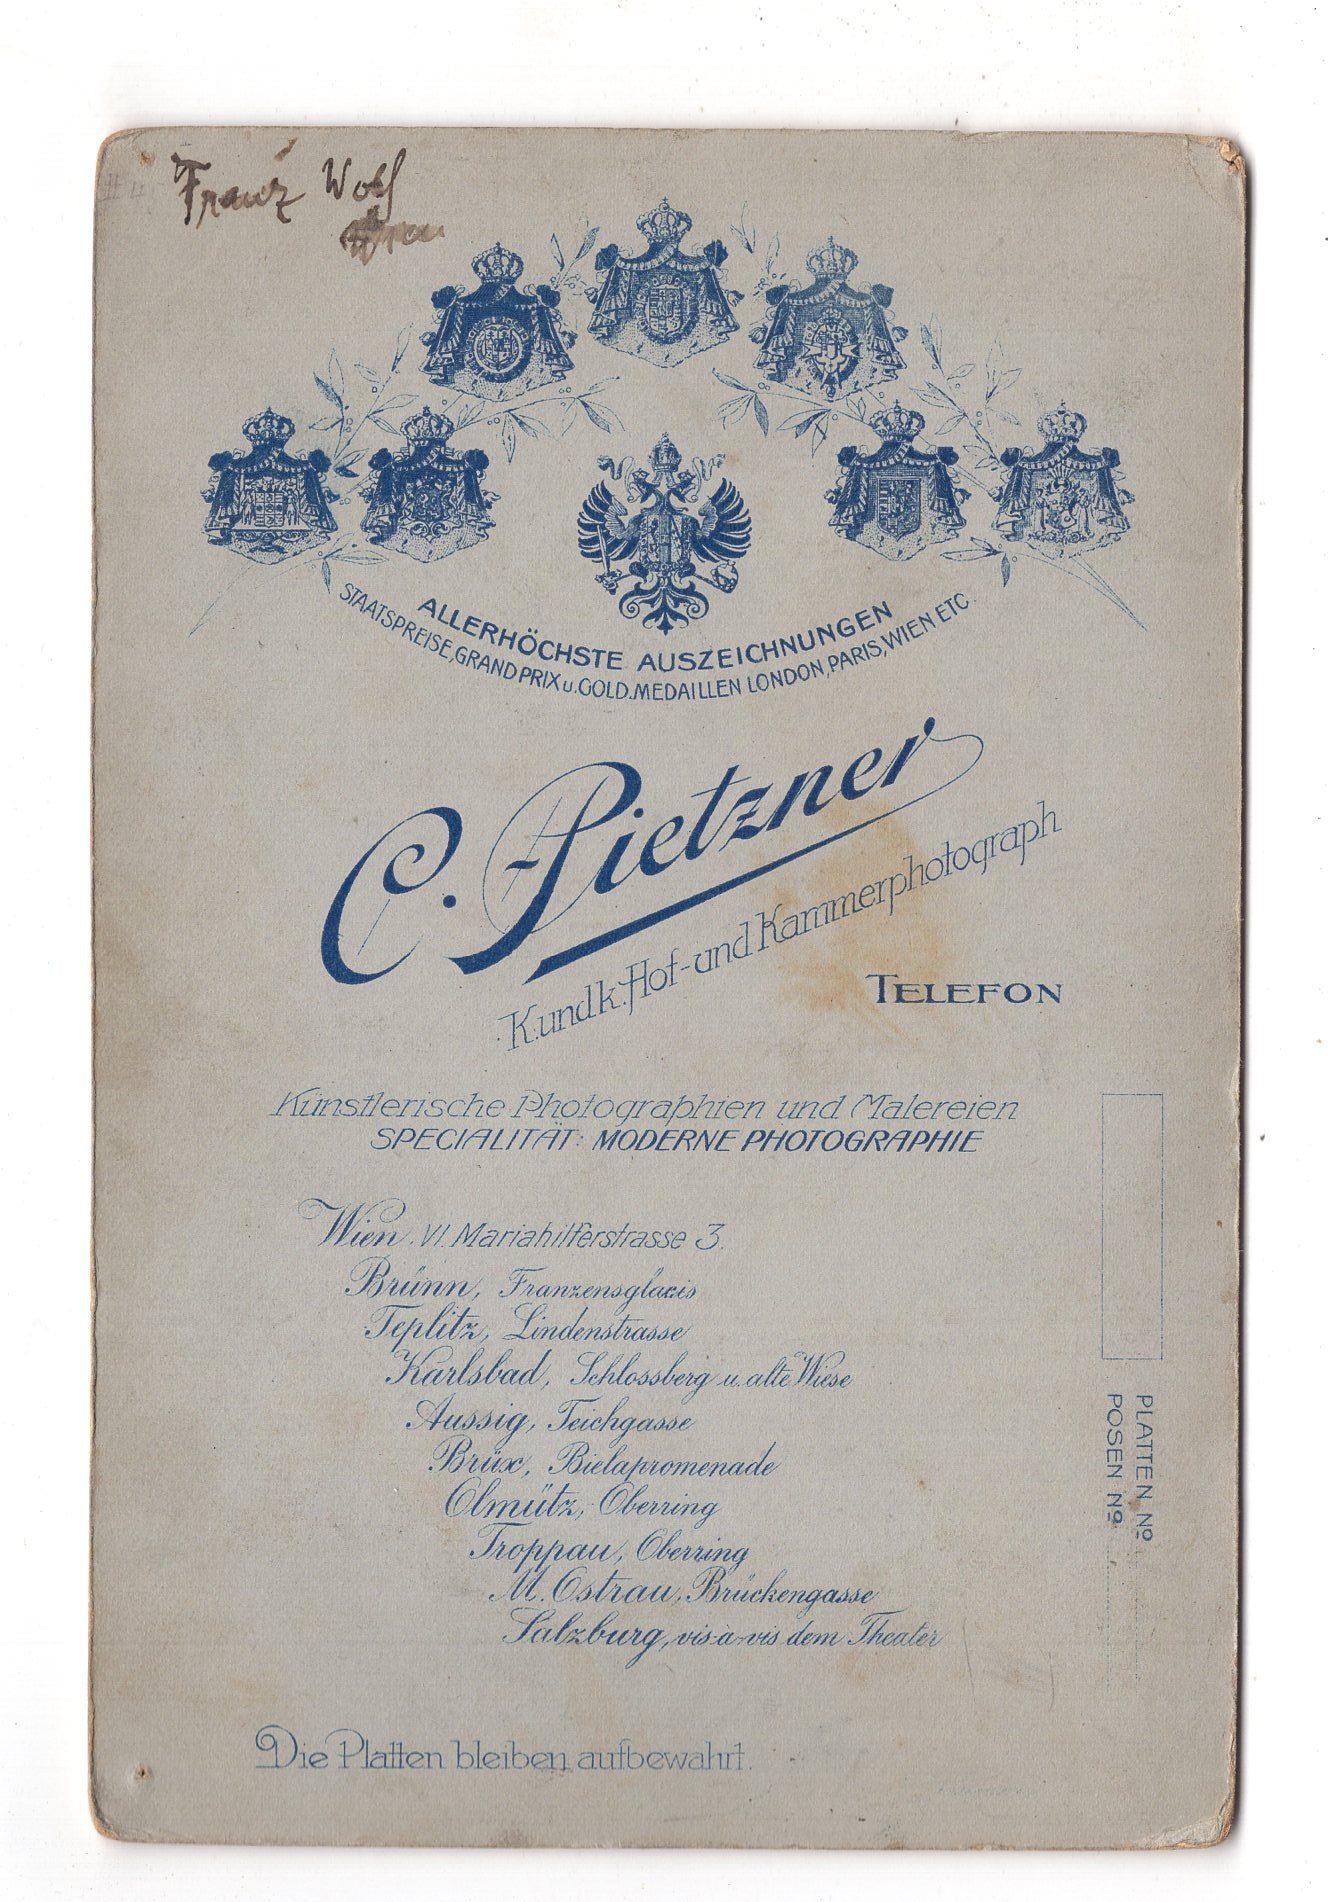 Franz Wolf
ALLERHÖCHSTE AUSZEICHNUNGEN
STAATSPREISE, GRAND PRIX u. GOLD. MEDAILLEN LONDON, PARIS, WIEN ETC.
C. Pietzner
K. und k. Hof- und Kammerphotograph
TELEFON
Künstlerische Photographien und Malereien
SPECIALITÄT: MODERNE PHOTOGRAPHIE
Wien VI. Mariahilferstrasse 3.
Brünn, Franzensglacis
Teplitz, Lindenstrasse
Karlsbad, Schlossberg u. alte Wiese
Aussig, Teichgasse
Brüx, Bielapromenade
Olmütz, Oberring
Troppau, Oberring
M. Ostrau, Brückengasse
Salzburg, vis-à-vis dem Theater
PLATTEN No
POSEN No
Die Platten bleiben aufbewahrt.